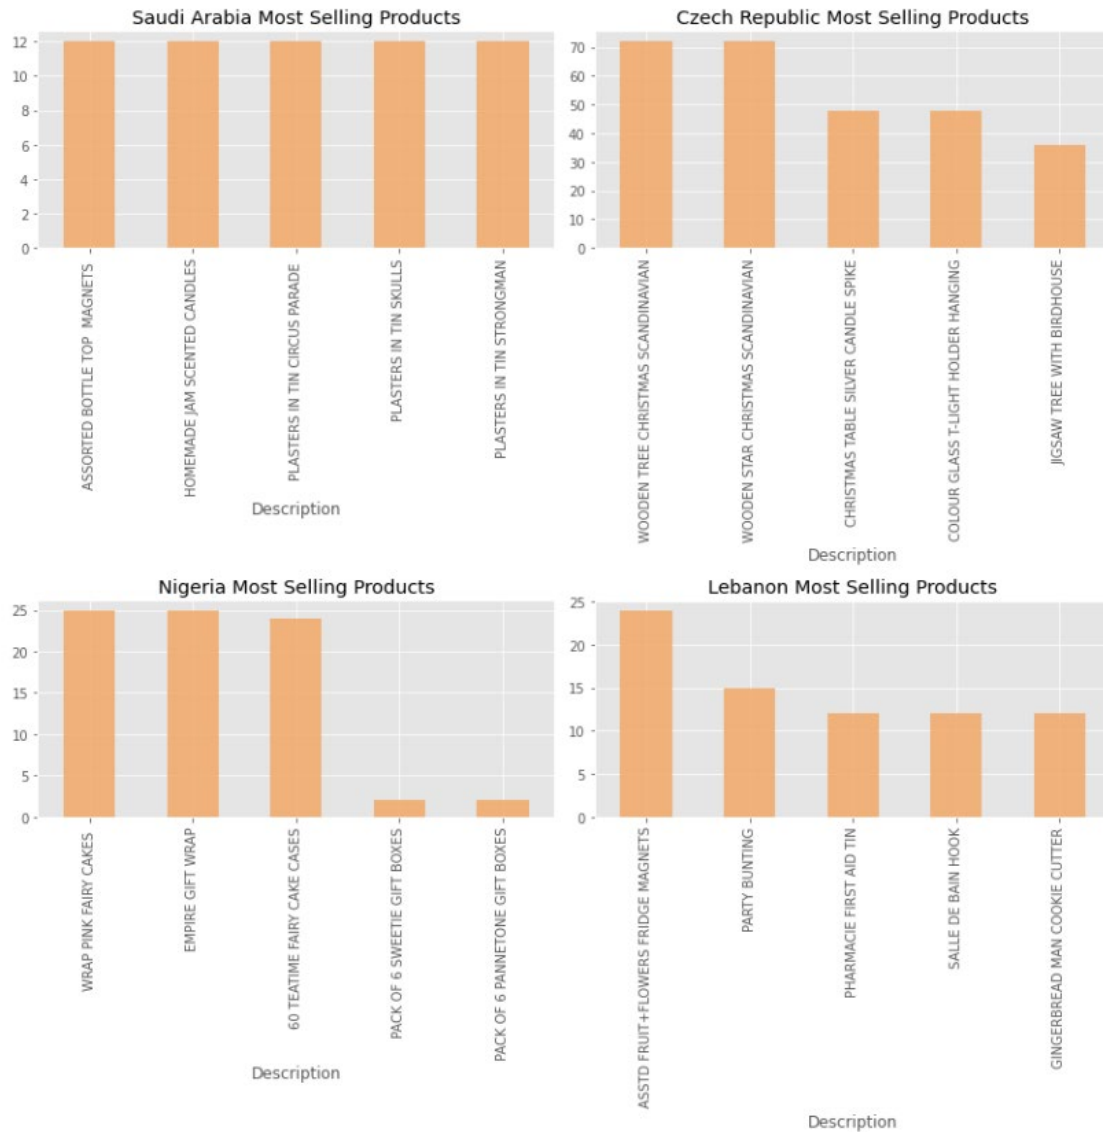 Saudi Arabia Most Selling Products
12
10
8
6
4
2
0
ASSORTED BOTTLE TOP  MAGNETS
HOMEMADE JAM SCENTED CANDLES
PLASTERS IN TIN CIRCUS PARADE
PLASTERS IN TIN SKULLS
PLASTERS IN TIN STRONGMAN
Description
Czech Republic Most Selling Products
70
60
50
40
30
20
10
0
WOODEN TREE CHRISTMAS SCANDINAVIAN
WOODEN STAR CHRISTMAS SCANDINAVIAN
CHRISTMAS TABLE SILVER CANDLE SPIKE
COLOUR GLASS T-LIGHT HOLDER HANGING
JIGSAW TREE WITH BIRDHOUSE
Description
Nigeria Most Selling Products
25
20
15
10
5
0
WRAP PINK FAIRY CAKES
EMPIRE GIFT WRAP
60 TEATIME FAIRY CAKE CASES
PACK OF 6 SWEETIE GIFT BOXES
PACK OF 6 PANNETONE GIFT BOXES
Description
Lebanon Most Selling Products
25
20
15
10
5
0
ASSTD FRUIT+FLOWERS FRIDGE MAGNETS
PARTY BUNTING
PHARMACIE FIRST AID TIN
SALLE DE BAIN HOOK
GINGERBREAD MAN COOKIE CUTTER
Description